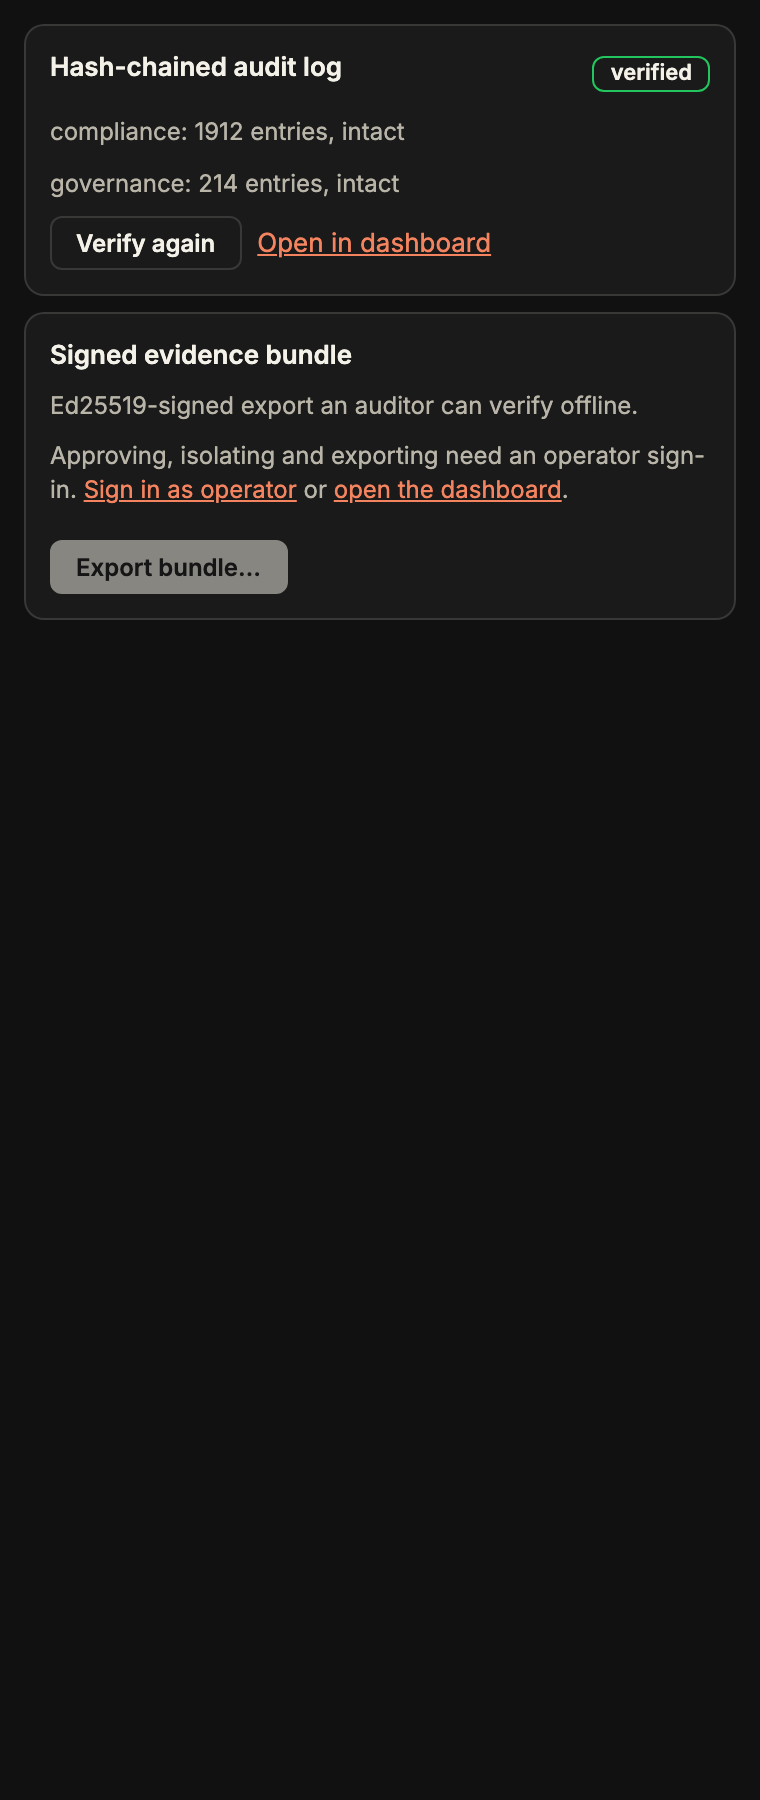 Hash-chained audit log
verified
compliance: 1912 entries, intact
governance: 214 entries, intact
Verify again
Open in dashboard
Signed evidence bundle
Ed25519-signed export an auditor can verify offline.
Approving, isolating and exporting need an operator sign-
in. Sign in as operator or open the dashboard.
Export bundle...